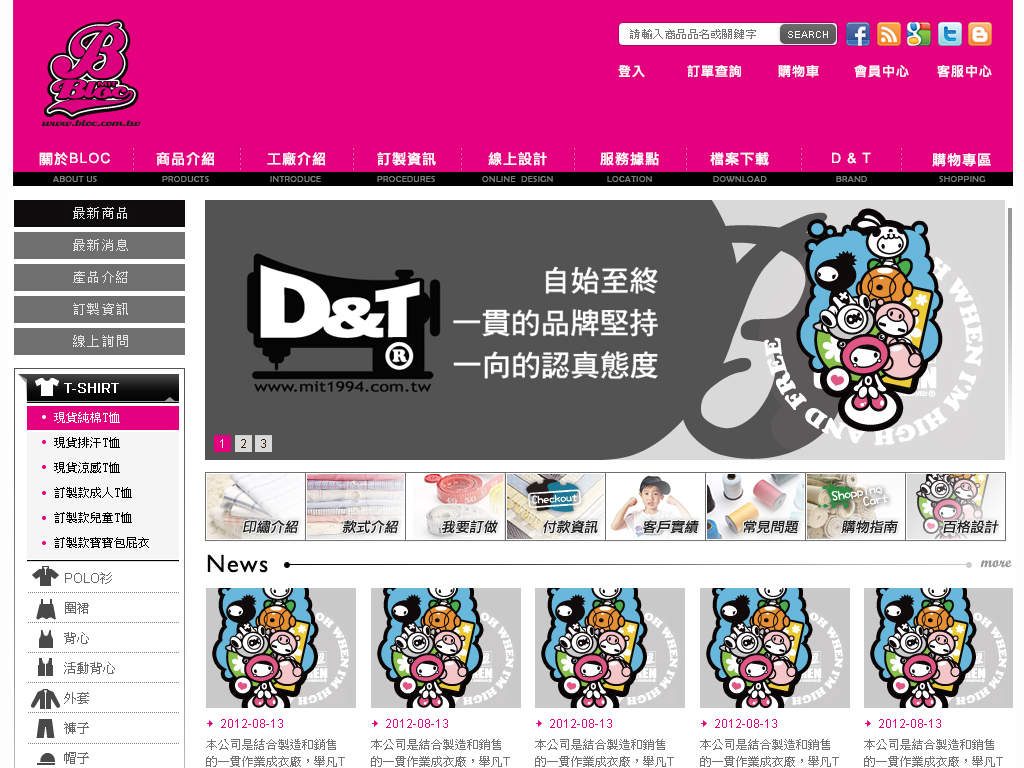 B
Bloc
www.bloc.com.tw
請輸入商品品名或關鍵字
SEARCH
登入
訂單查詢
購物車
會員中心
客服中心
關於BLOC
商品介紹
工廠介紹
訂製資訊
線上設計
服務據點
檔案下載
D & T
購物專區
ABOUT US
PRODUCTS
INTRODUCE
PROCEDURES
ONLINE DESIGN
LOCATION
DOWNLOAD
BRAND
SHOPPING
最新商品
最新消息
產品介紹
訂製資訊
線上詢問
T-SHIRT
現貨純棉T恤
現貨排汗T恤
現貨涼感T恤
訂製款成人T恤
訂製款兒童T恤
訂製款寶寶包屁衣
POLO衫
圍裙
背心
活動背心
外套
褲子
帽子
D&T®
www.mit1994.com.tw
自始至終
一貫的品牌堅持
一向的認真態度
OH WHEN I'M HIGH AND FREE
1 2 3
印繡介紹
款式介紹
我要訂做
Checkout
付款資訊
客戶實績
常見問題
Shopping Cart
購物指南
百格設計
News
more
2012-08-13
本公司是結合製造和銷售
的一貫作業成衣廠，舉凡T
2012-08-13
本公司是結合製造和銷售
的一貫作業成衣廠，舉凡T
2012-08-13
本公司是結合製造和銷售
的一貫作業成衣廠，舉凡T
2012-08-13
本公司是結合製造和銷售
的一貫作業成衣廠，舉凡T
2012-08-13
本公司是結合製造和銷售
的一貫作業成衣廠，舉凡T